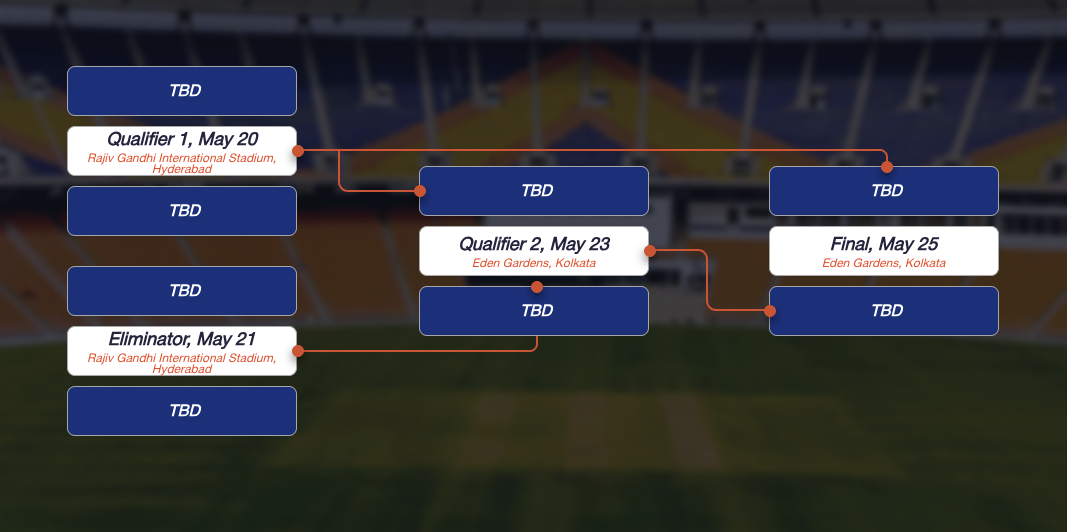 TBD
Qualifier 1, May 20
Rajiv Gandhi International Stadium,
Hyderabad
TBD
TBD
Eliminator, May 21
Rajiv Gandhi International Stadium,
Hyderabad
TBD
TBD
Qualifier 2, May 23
Eden Gardens, Kolkata
TBD
TBD
Final, May 25
Eden Gardens, Kolkata
TBD